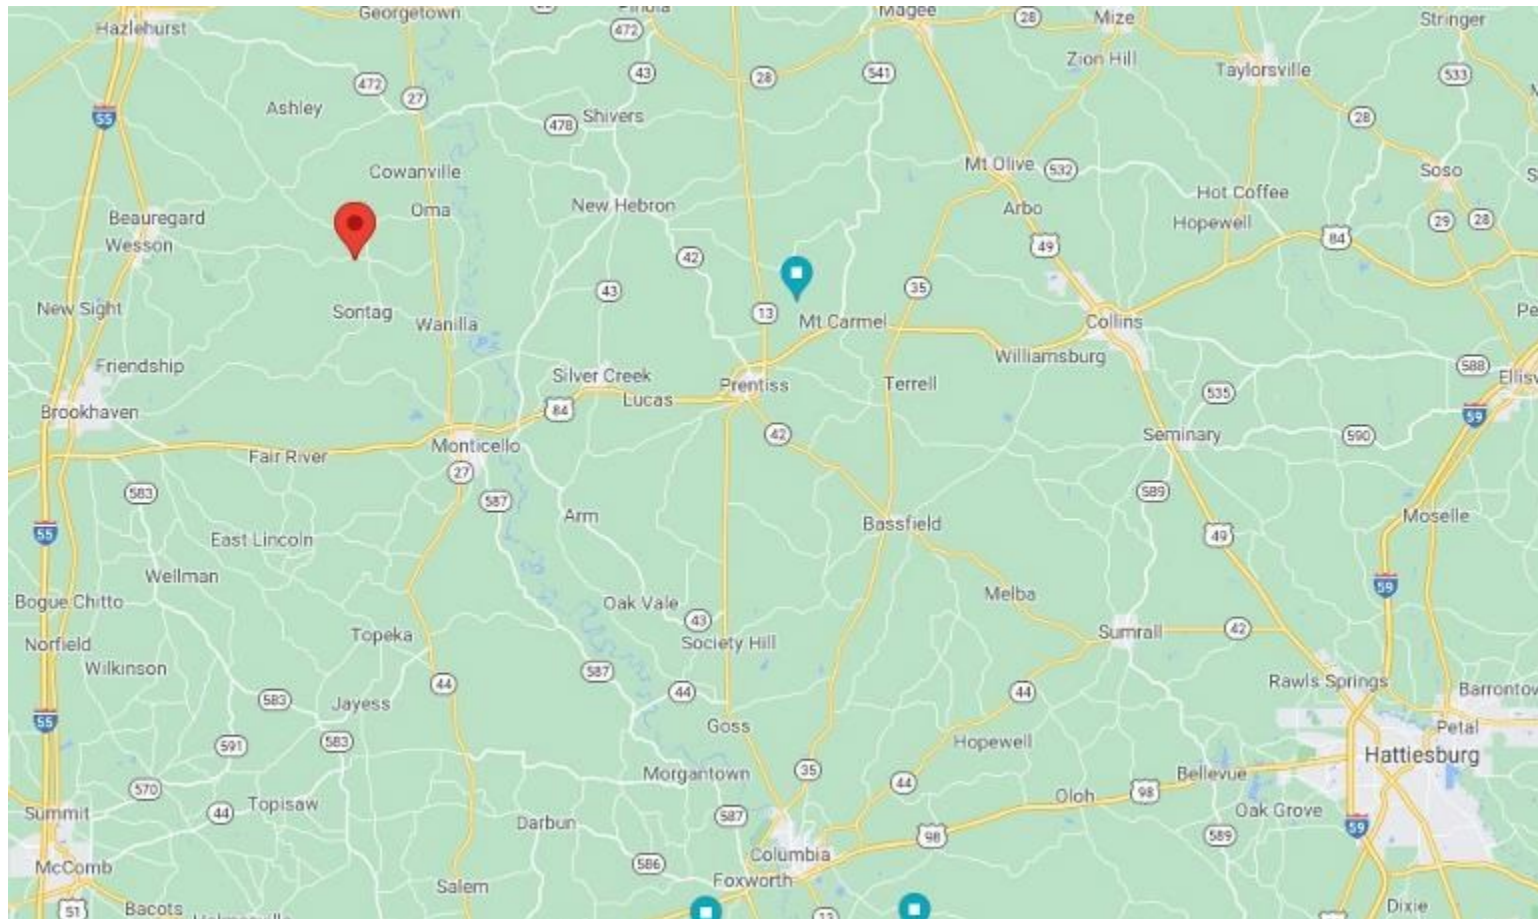 Georgetown
Magee
28
Mize
Stringer
Hazlehurst
472
Zion Hill
Taylorsville
472
43
28
541
533
27
Ashley
55
Shivers
478
28
Cowanville
Mt Olive
532
Soso
Hot Coffee
New Hebron
Oma
Arbo
Beauregard
Hopewell
29
28
Wesson
49
84
42
43
35
New Sight
Sontag
13
Mt Carmel
Wanilla
Collins
Williamsburg
Friendship
588
Silver Creek
Prentiss
Terrell
Lucas
535
Brookhaven
84
59
42
Seminary
590
Monticello
Fair River
27
583
587
589
Arm
Bassfield
Moselle
55
49
East Lincoln
Wellman
59
Bogue Chitto
Oak Vale
Melba
43
Topeka
Sumrall
42
Norfield
Society Hill
Wilkinson
587
44
44
44
Rawls Springs
583
Jayess
55
Goss
Petal
591
583
Hopewell
Hattiesburg
Morgantown
35
Bellevue
44
570
Oloh
98
Topisaw
Summit
44
587
Oak Grove
Darbun
59
98
589
Columbia
McComb
586
Foxworth
Salem
51
Bacots
13
Dixie